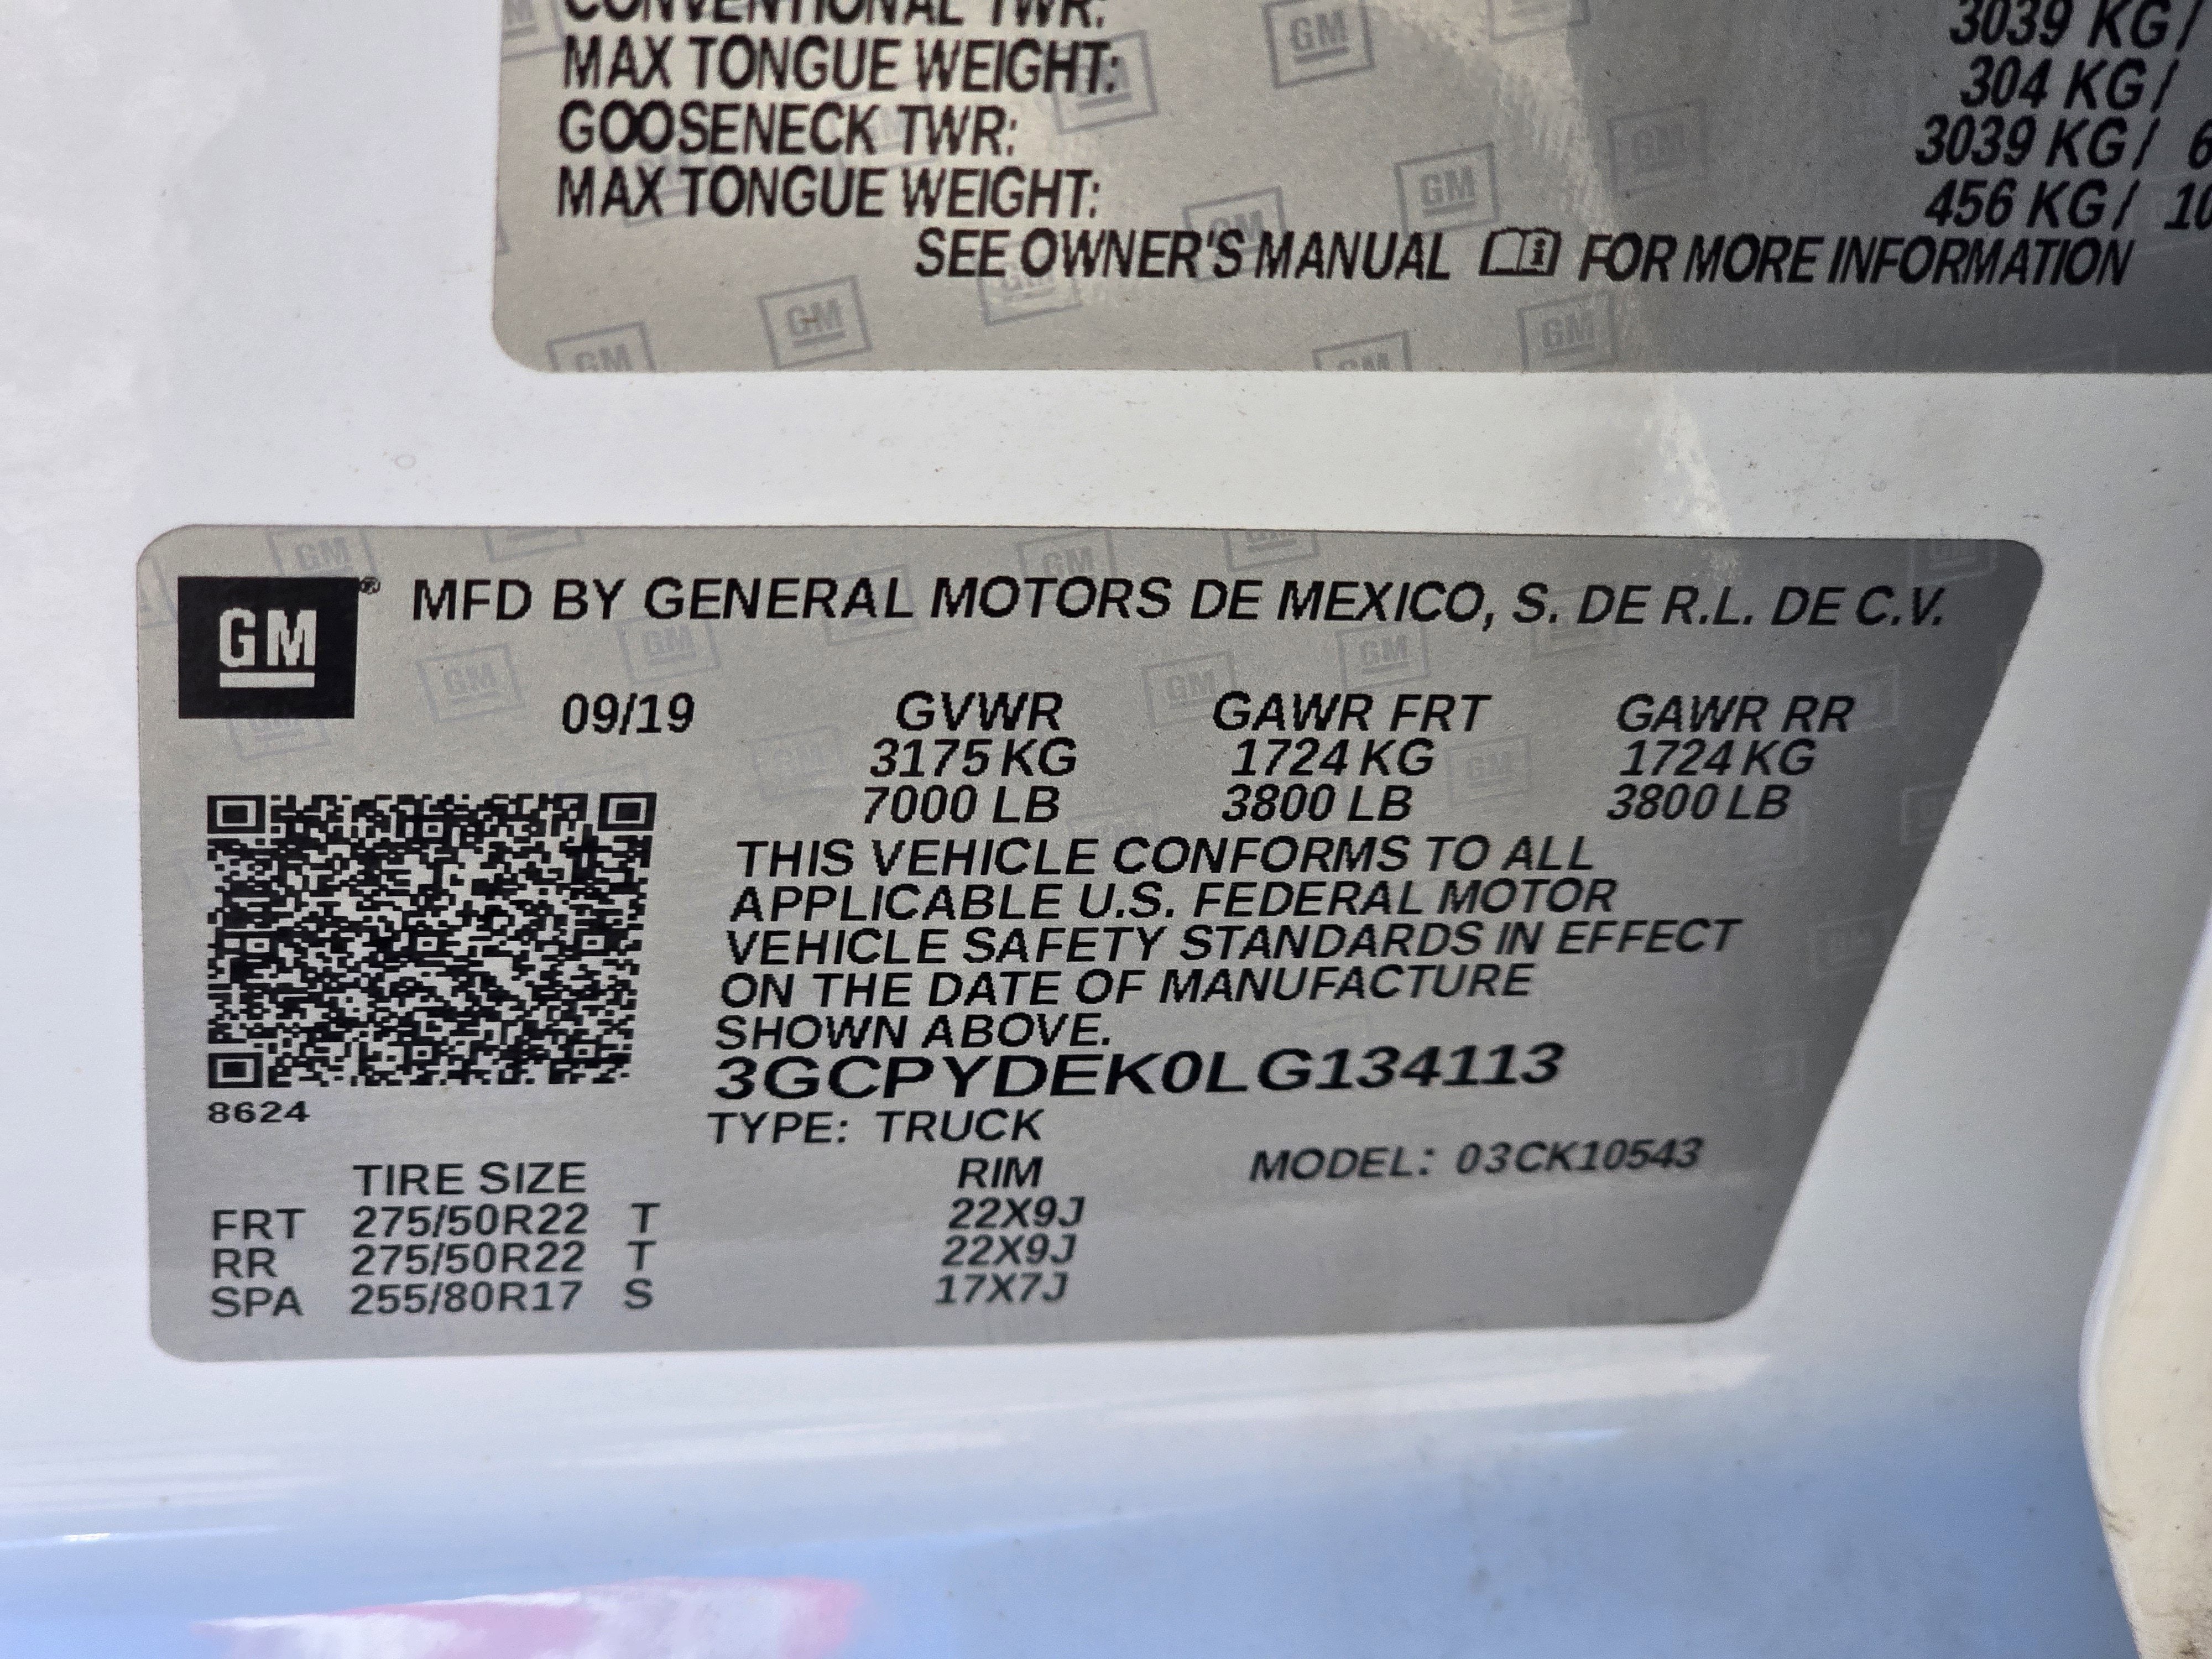 CONVENTIONAL TWR: 3039 KG/
MAX TONGUE WEIGHT: 304 KG/
GOOSENECK TWR: 3039 KG/ 6
MAX TONGUE WEIGHT: 456 KG/ 10
SEE OWNER'S MANUAL FOR MORE INFORMATION
GM® MFD BY GENERAL MOTORS DE MEXICO, S. DE R.L. DE C.V.
09/19 GVWR GAWR FRT GAWR RR
3175 KG 1724 KG 1724 KG
7000 LB 3800 LB 3800 LB
THIS VEHICLE CONFORMS TO ALL
APPLICABLE U.S. FEDERAL MOTOR
VEHICLE SAFETY STANDARDS IN EFFECT
ON THE DATE OF MANUFACTURE
SHOWN ABOVE.
3GCPYDEK0LG134113
8624
TYPE: TRUCK MODEL: 03CK10543
TIRE SIZE RIM
FRT 275/50R22 T 22X9J
RR 275/50R22 T 22X9J
SPA 255/80R17 S 17X7J